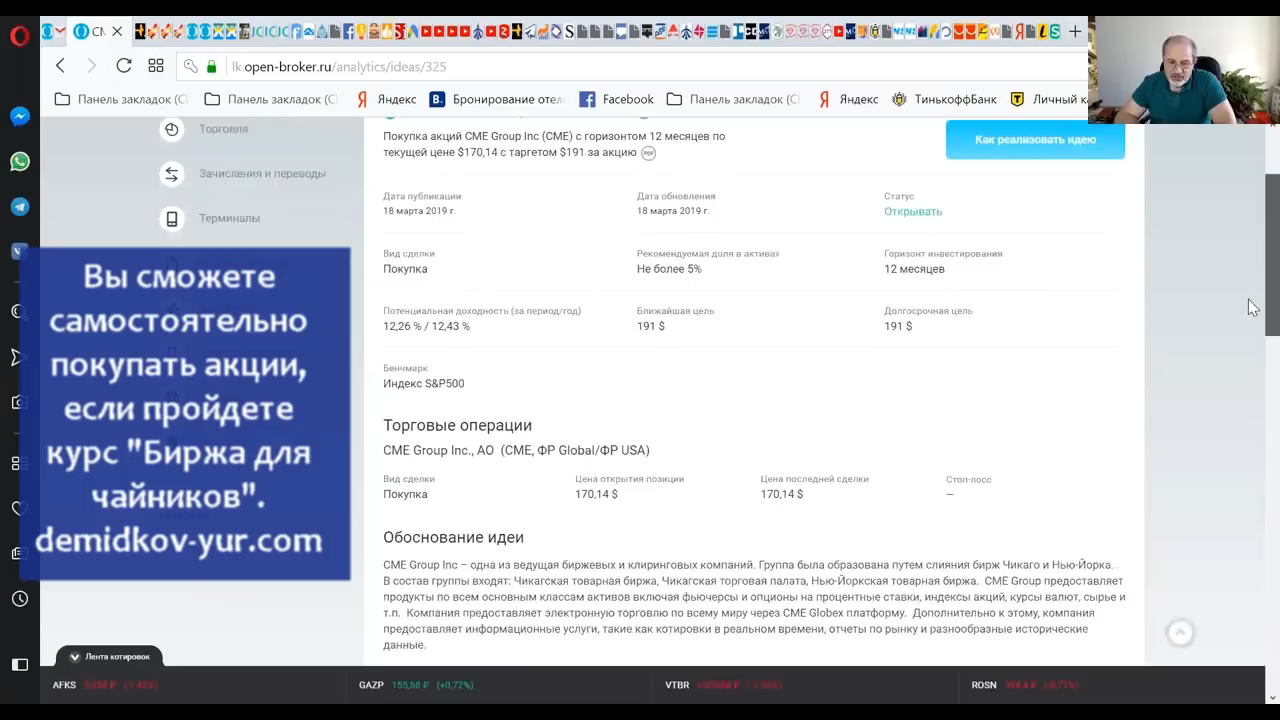 CM
lk.open-broker.ru/analytics/ideas/325
Панель закладок (Cl
Панель закладок (Cl
Яндекс
Бронирование отел
Facebook
Панель закладок (Cl
Яндекс
ТинькоффБанк
Личный ка
Торговля
Зачисления и переводы
Терминалы
Покупка акций CME Group Inc (CME) с горизонтом 12 месяцев по
текущей цене $170,14 с таргетом $191 за акцию
PDF
Как реализовать идею
Дата публикации
Дата обновления
Статус
18 марта 2019 г.
18 марта 2019 г.
Открывать
Вид сделки
Рекомендуемая доля в активах
Горизонт инвестирования
Покупка
Не более 5%
12 месяцев
Потенциальная доходность (за период/год)
Ближайшая цель
Долгосрочная цель
12,26 % / 12,43 %
191 $
191 $
Бенчмарк
Индекс S&P500
Торговые операции
CME Group Inc., АО (CME, ФР Global/ФР USA)
Вид сделки
Цена открытия позиции
Цена последней сделки
Стоп-лосс
Покупка
170,14 $
170,14 $
–
Обоснование идеи
CME Group Inc – одна из ведущая биржевых и клиринговых компаний. Группа была образована путем слияния бирж Чикаго и Нью-Йорка.
В состав группы входят: Чикагская товарная биржа, Чикагская торговая палата, Нью-Йоркская товарная биржа. CME Group предоставляет
продукты по всем основным классам активов включая фьючерсы и опционы на процентные ставки, индексы акций, курсы валют, сырье и
т.п. Компания предоставляет электронную торговлю по всему миру через CME Globex платформу. Дополнительно к этому, компания
предоставляет информационные услуги, такие как котировки в реальном времени, отчеты по рынку и разнообразные исторические
данные.
Вы сможете
самостоятельно
покупать акции,
если пройдете
курс "Биржа для
чайников".
demidkov-yur.com
Лента котировок
AFKS
GAZP 155,68 ₽ (+0,72%)
VTBR
ROSN